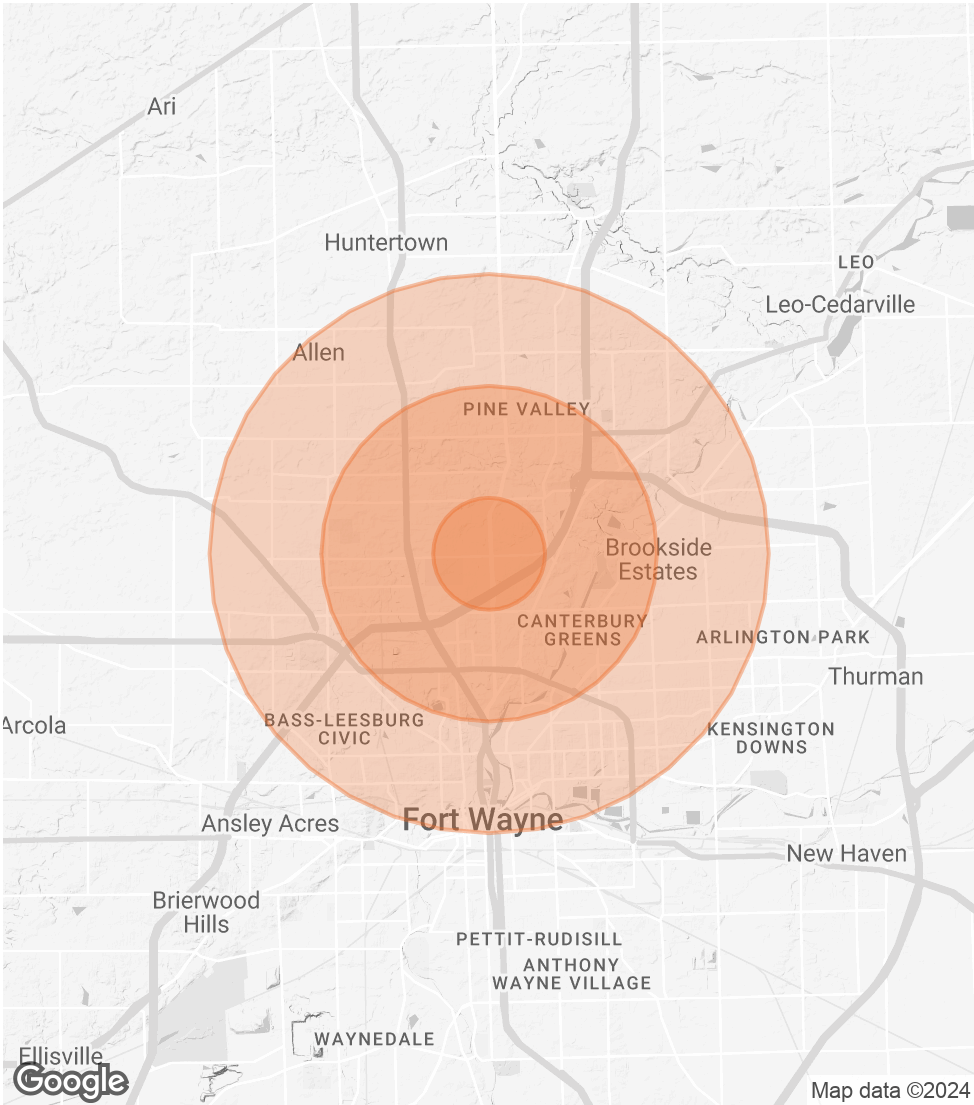 Ari
Huntertown
LEO
Leo-Cedarville
Allen
PINE VALLEY
Brookside
Estates
CANTERBURY
GREENS
ARLINGTON PARK
Thurman
Arcola
BASS-LEESBURG
CIVIC
KENSINGTON
DOWNS
Fort Wayne
Ansley Acres
New Haven
Brierwood
Hills
PETTIT-RUDISILL
ANTHONY
WAYNE VILLAGE
WAYNEDALE
Ellisville
Google
Map data ©2024